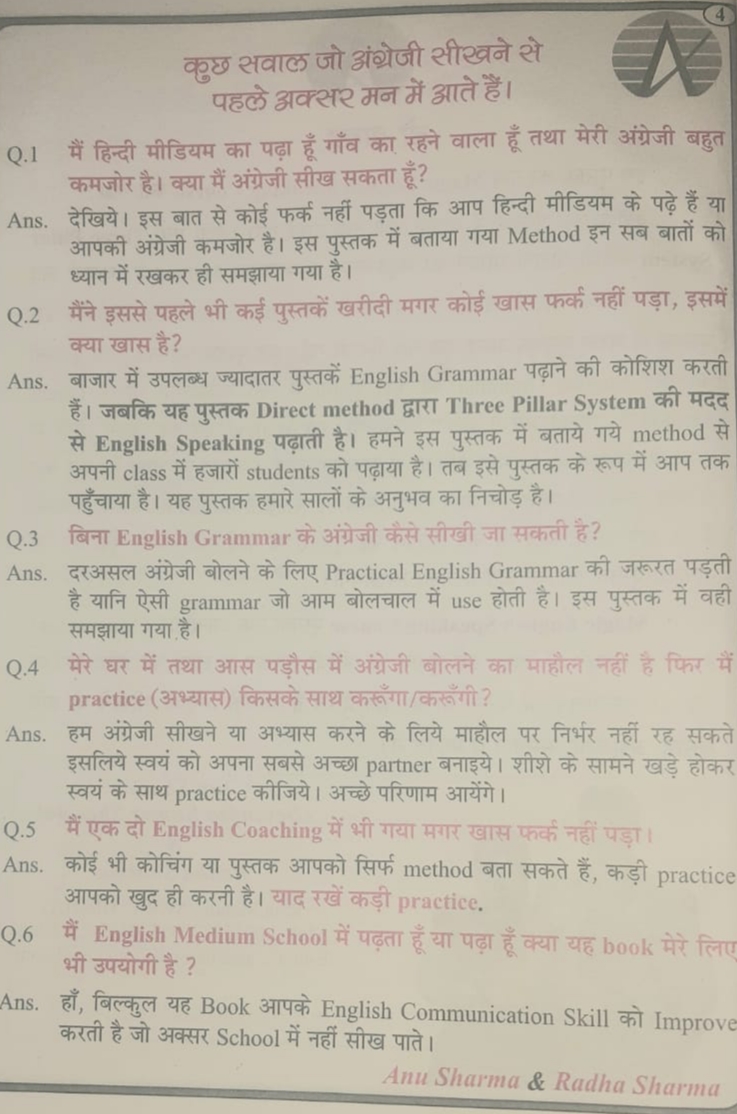 4
कुछ सवाल जो अंग्रेजी सीखने से
पहले अक्सर मन में आते हैं।
Q.1 मैं हिन्दी मीडियम का पढ़ा हूँ गाँव का रहने वाला हूँ तथा मेरी अंग्रेजी बहुत
कमजोर है। क्या मैं अंग्रेजी सीख सकता हूँ?
Ans. देखिये। इस बात से कोई फर्क नहीं पड़ता कि आप हिन्दी मीडियम के पढ़े हैं या
आपकी अंग्रेजी कमजोर है। इस पुस्तक में बताया गया Method इन सब बातों को
ध्यान में रखकर ही समझाया गया है।
Q.2 मैंने इससे पहले भी कई पुस्तकें खरीदी मगर कोई खास फर्क नहीं पड़ा, इसमें
क्या खास है?
Ans. बाजार में उपलब्ध ज्यादातर पुस्तकें English Grammar पढ़ाने की कोशिश करती
हैं। जबकि यह पुस्तक Direct method द्वारा Three Pillar System की मदद
से English Speaking पढ़ाती है। हमने इस पुस्तक में बताये गये method से
अपनी class में हजारों students को पढ़ाया है। तब इसे पुस्तक के रूप में आप तक
पहुँचाया है। यह पुस्तक हमारे सालों के अनुभव का निचोड़ है।
Q.3 बिना English Grammar के अंग्रेजी कैसे सीखी जा सकती है?
Ans. दरअसल अंग्रेजी बोलने के लिए Practical English Grammar की जरूरत पड़ती
है यानि ऐसी grammar जो आम बोलचाल में use होती है। इस पुस्तक में वही
समझाया गया है।
Q.4 मेरे घर में तथा आस पड़ौस में अंग्रेजी बोलने का माहौल नहीं है फिर मैं
practice (अभ्यास) किसके साथ करूँगा/करूँगी?
Ans. हम अंग्रेजी सीखने या अभ्यास करने के लिये माहौल पर निर्भर नहीं रह सकते
इसलिये स्वयं को अपना सबसे अच्छा partner बनाइये। शीशे के सामने खड़े होकर
स्वयं के साथ practice कीजिये। अच्छे परिणाम आयेंगे।
Q.5 मैं एक दो English Coaching में भी गया मगर खास फर्क नहीं पड़ा।
Ans. कोई भी कोचिंग या पुस्तक आपको सिर्फ method बता सकते हैं, कड़ी practice
आपको खुद ही करनी है। याद रखें कड़ी practice.
Q.6 मैं English Medium School में पढ़ता हूँ या पढ़ा हूँ क्या यह book मेरे लिए
भी उपयोगी है ?
Ans. हाँ, बिल्कुल यह Book आपके English Communication Skill को Improve
करती है जो अक्सर School में नहीं सीख पाते।
Anu Sharma & Radha Sharma